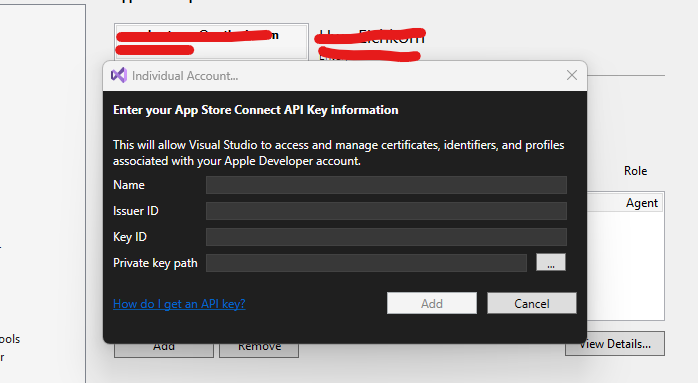 Individual Account...
Enter your App Store Connect API Key information
This will allow Visual Studio to access and manage certificates, identifiers, and profiles
associated with your Apple Developer account.
Name
Issuer ID
Key ID
Private key path
...
How do I get an API key?
Add
Cancel
Role
Agent
Add
Remove
View Details...